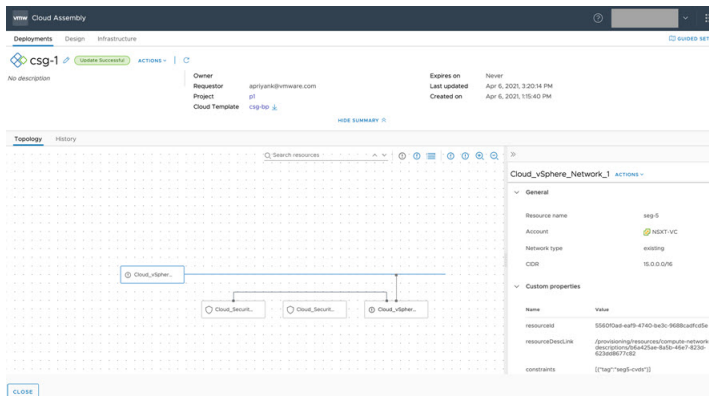 vmw Cloud Assembly
Deployments Design Infrastructure
GUIDED SET
csg-1 Update Successful ACTIONS
No description
Owner
Requestor apriyank@vmware.com
Project p1
Cloud Template csg-bp
Expires on Never
Last updated Apr 6, 2021, 3:20:14 PM
Created on Apr 6, 2021, 1:15:40 PM
HIDE SUMMARY
Topology History
Search resources
Cloud_vSpher...
Cloud_Securit...
Cloud_Securit...
Cloud_vSpher...
Cloud_vSphere_Network_1 ACTIONS
General
Resource name seg-5
Account NSXT-VC
Network type existing
CIDR 15.0.0.0/16
Custom properties
Name Value
resourceId 5560f0ad-eaf9-4740-be3c-9688cadfcd5e
resourceDescLink /provisioning/resources/compute-network-
descriptions/b6a425ae-8a5b-46e7-823d-
623dd8677c82
constraints [{"tag":"seg5-cvds"}]
CLOSE